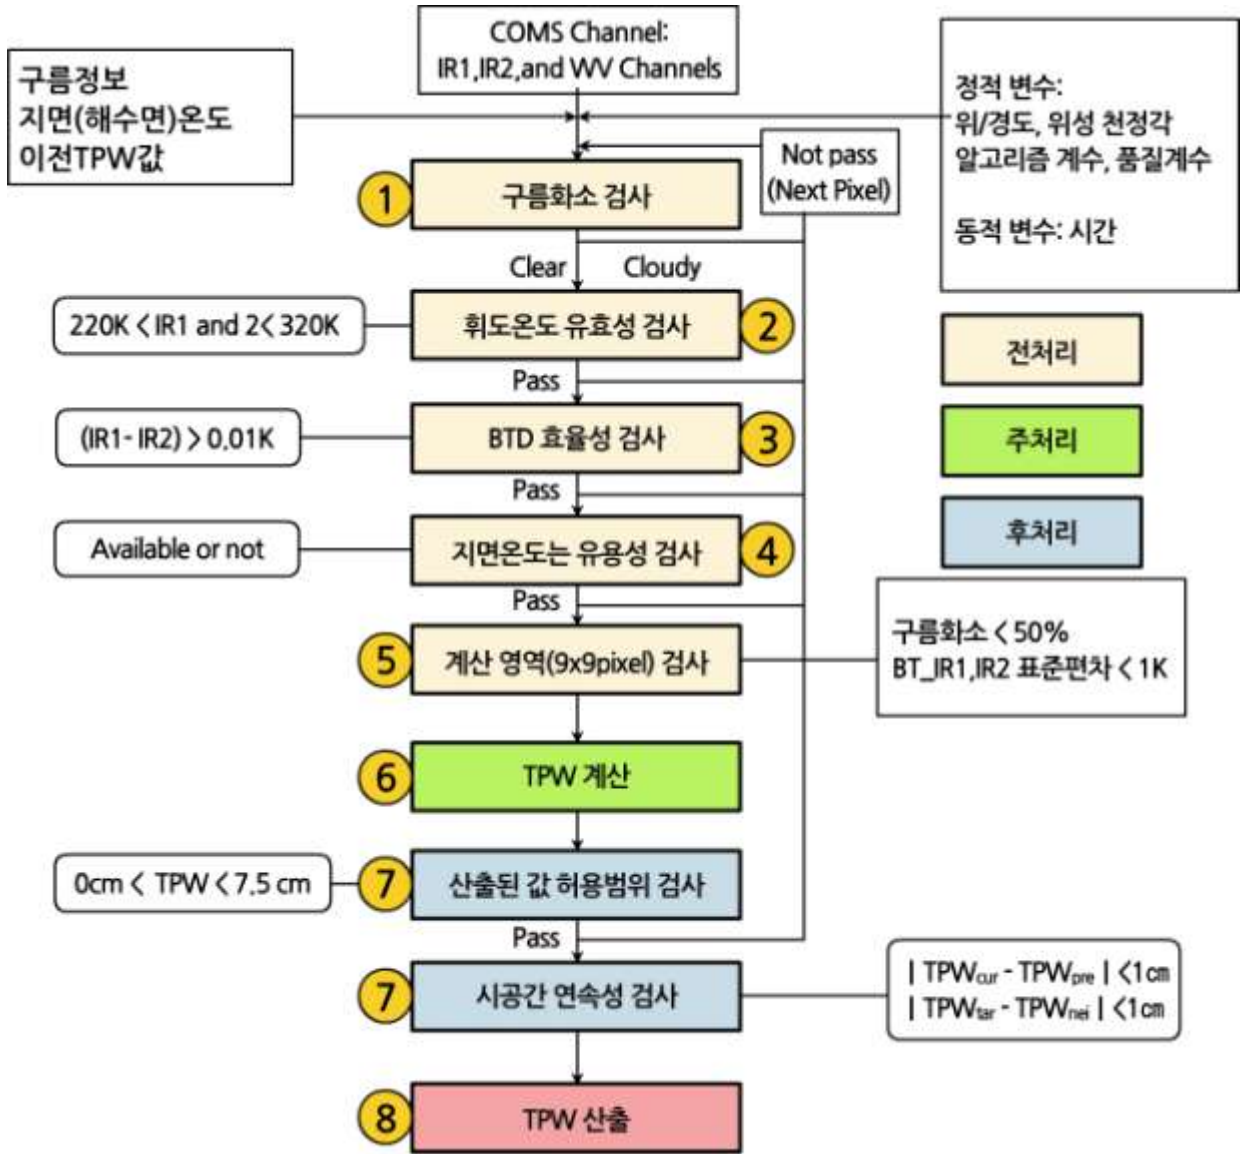 COMS Channel:
IR1,IR2,and WV Channels
구름정보
지면(해수면)온도
이전TPW값
정적 변수:
위/경도, 위성 천정각
알고리즘 계수, 품질계수
동적 변수: 시간
Not pass
(Next Pixel)
1
구름화소 검사
Clear
Cloudy
220K < IR1 and 2< 320K
휘도온도 유효성 검사
2
전처리
Pass
(IR1- IR2) > 0.01K
BTD 효율성 검사
3
주처리
Pass
Available or not
지면온도는 유용성 검사
4
후처리
Pass
5
계산 영역(9x9pixel) 검사
구름화소 < 50%
BT_IR1,IR2 표준편차 < 1K
6
TPW 계산
0cm < TPW < 7.5 cm
7
산출된 값 허용범위 검사
Pass
7
시공간 연속성 검사
| TPWcur - TPWpre | <1cm
| TPWtar - TPWnei | <1cm
8
TPW 산출